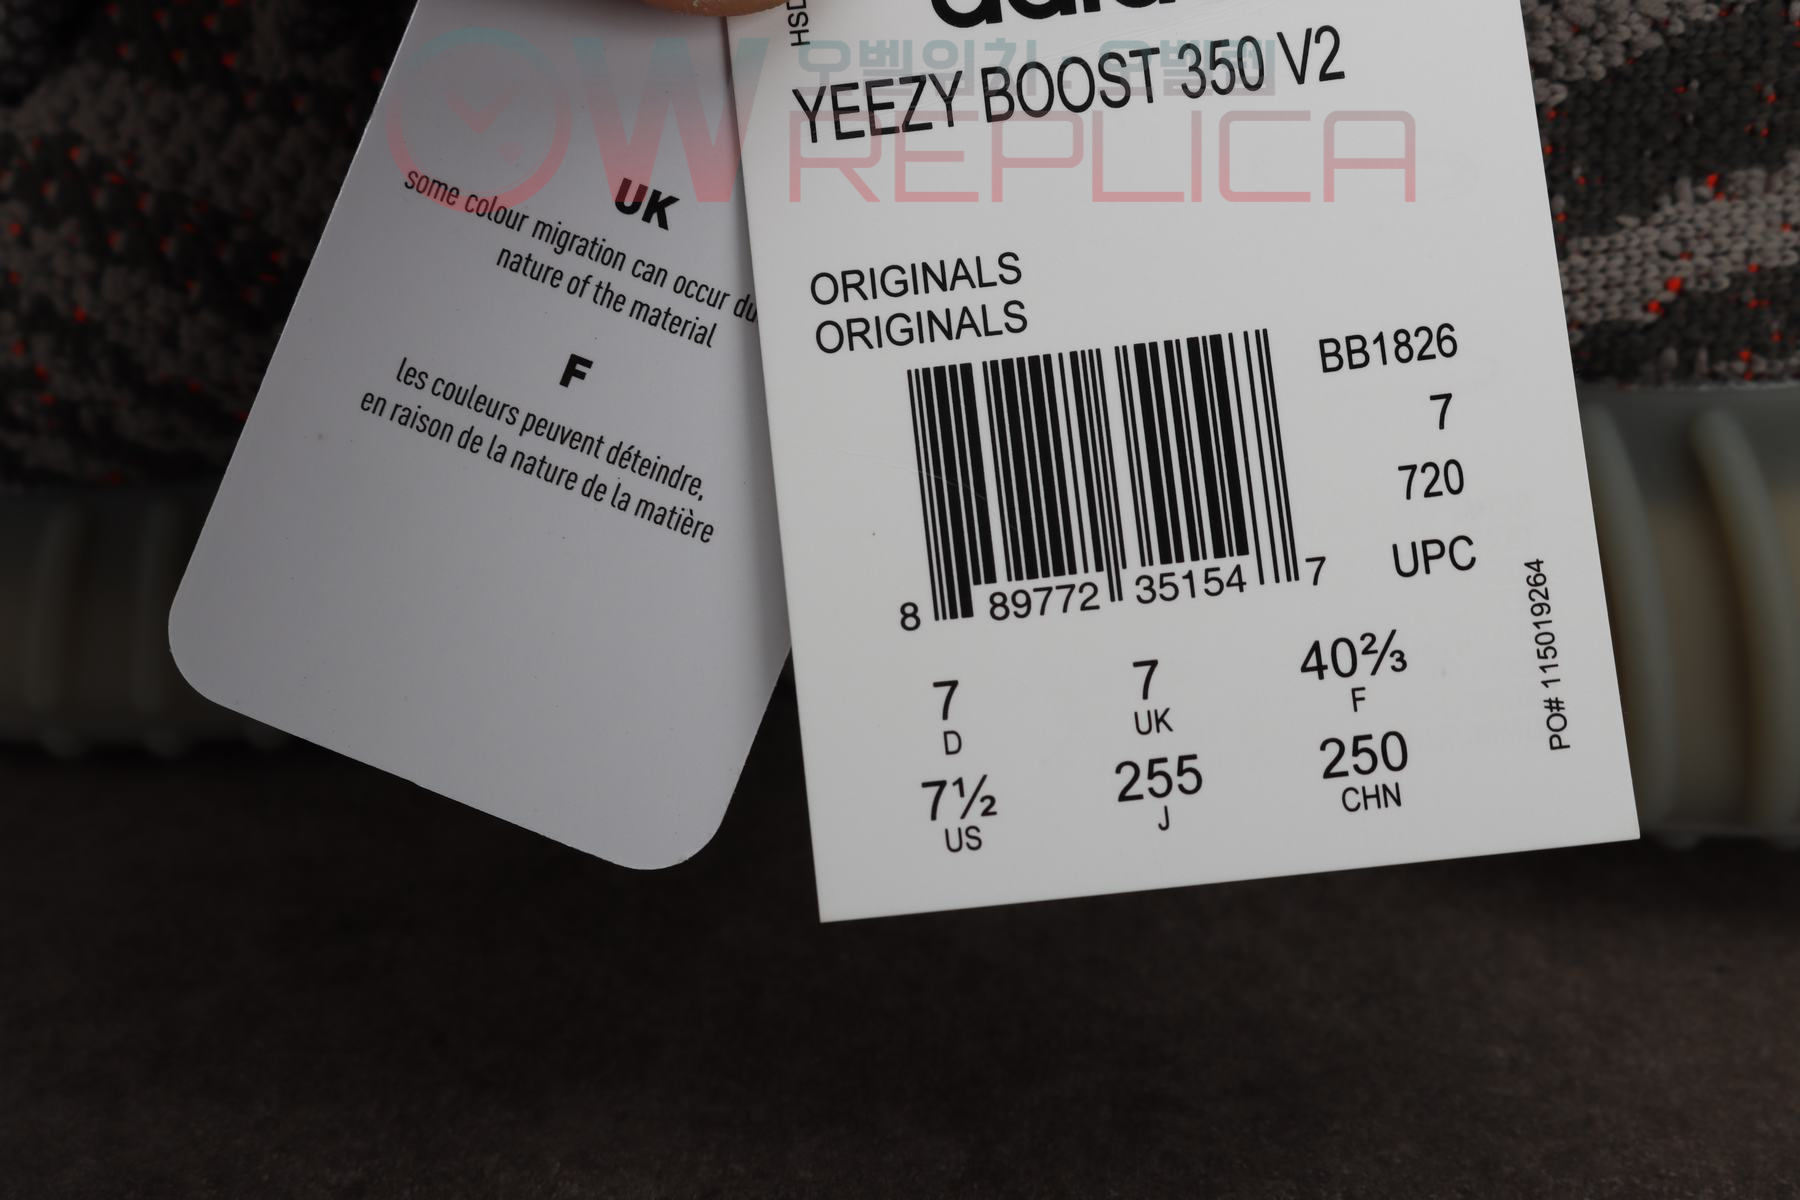 UK
some colour migration can occur du
nature of the material
F
les couleurs peuvent déteindre,
en raison de la nature de la matière
HSD
YEEZY BOOST 350 V2
W
REPLICA
ORIGINALS
ORIGINALS
BB1826
7
720
UPC
8 89772 35154 7
7 7 40⅔
D UK F
7½ 255 250
US J CHN
PO# 115019264